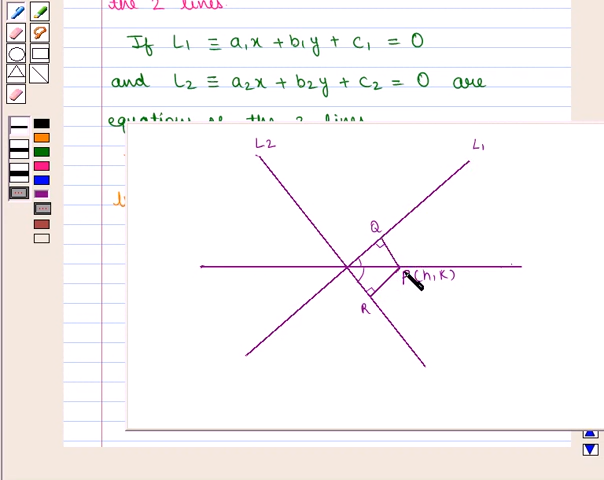 the 2 lines.
If L₁ ≡ a₁x + b₁y + c₁ = 0
and L₂ ≡ a₂x + b₂y + c₂ = 0 are
L2
L₁
Q
P(h,k)
R